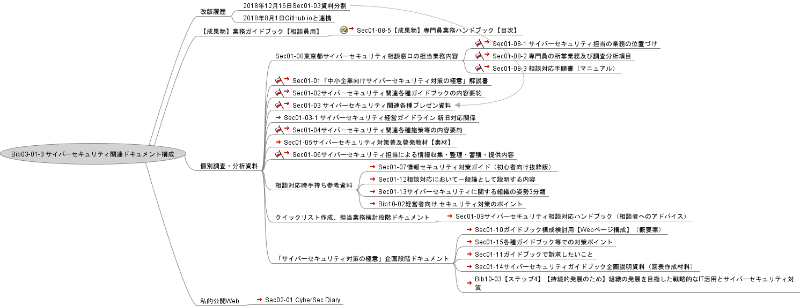 改版履歴
2018年12月16日Sec01-03資料分割
2018年8月1日GitHub.ioと連携
【成果物】業務ガイドブック【相談員用】
Sec01-08-5【成果物】専門員業務ハンドブック【目次】
Bic03-01-3 サイバーセキュリティ関連ドキュメント構成
個別調査・分析資料
Sec01-08東京都サイバーセキュリティ相談窓口の担当業務内容
Sec01-08-1 サイバーセキュリティ担当の業務の位置づけ
Sec01-08-2 専門員の所掌業務及び調査分析項目
Sec01-08-3 相談対応手順書（マニュアル）
Sec01-01「中小企業向けサイバーセキュリティ対策の極意」解説書
Sec01-02サイバーセキュリティ関連各種ガイドブックの内容要約
Sec01-03 サイバーセキュリティ関連各種プレゼン資料
Sec01-03-1 サイバーセキュリティ経営ガイドライン 新旧対応関係
Sec01-04サイバーセキュリティ関連各種施策等の内容要約
Sec01-05サイバーセキュリティ対策普及啓発教材【素材】
Sec01-06サイバーセキュリティ担当による情報収集・整理・蓄積・提供内容
相談対応時手持ち参考資料
Sec01-07情報セキュリティ対策ガイド（初心者向け抜粋版）
Sec01-12相談対応において一般論として説明する内容
Sec01-13サイバーセキュリティに関する組織の姿勢3分類
Bic10-02経営者向け セキュリティ対策のポイント
クイックリスト作成、担当業務検討段階ドキュメント
Sec01-09サイバーセキュリティ相談対応ハンドブック（相談者へのアドバイス）
「サイバーセキュリティ対策の極意」企画段階ドキュメント
Sec01-10ガイドブック構成検討用【Webページ構成】（概要案）
Sec01-15各種ガイドブック等での対策ポイント
Sec01-11ガイドブックで訴求したいこと
Sec01-14サイバーセキュリティガイドブック企画説明資料（図表作成材料）
Bib10-03【ステップ4】【持続的発展のため】組織の発展を目指した戦略的なIT活用とサイバーセキュリティ対
策
私的公開Web
Sec02-01 CyberSec Diary